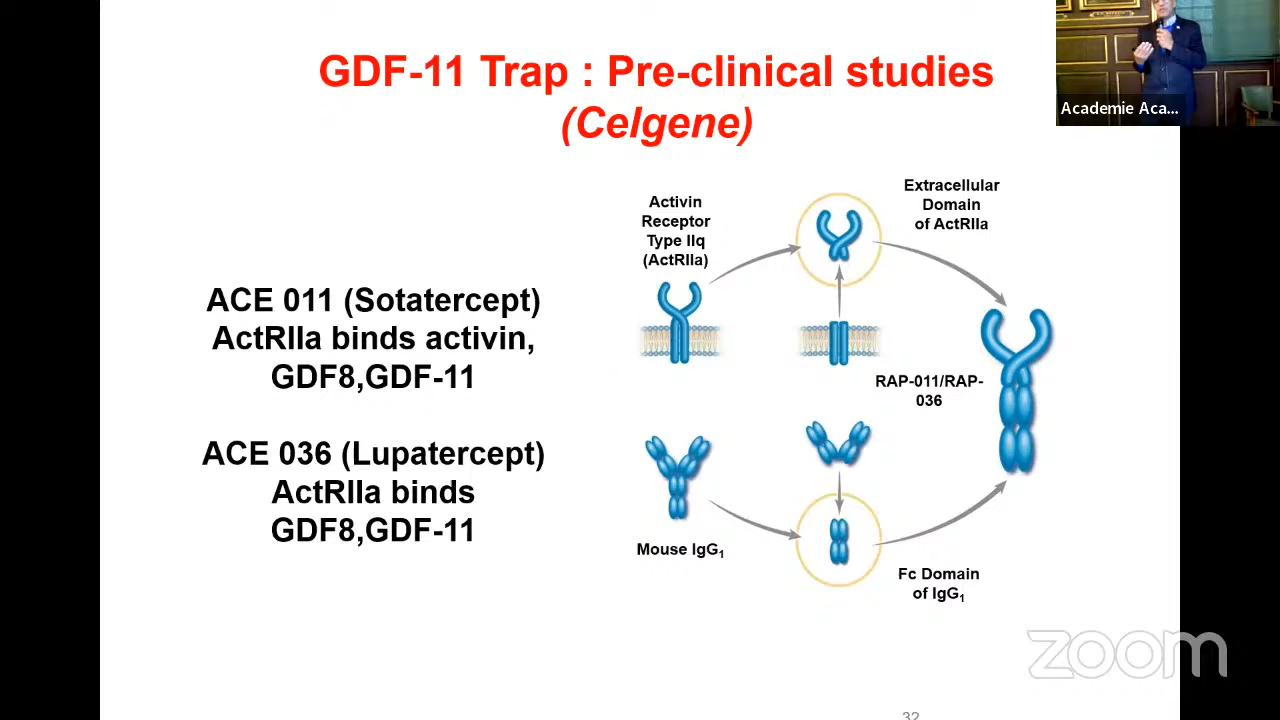 GDF-11 Trap : Pre-clinical studies
(Celgene)
Academie Aca...
Extracellular
Domain
of ActRIIa
Activin
Receptor
Type IIq
(ActRIIa)
ACE 011 (Sotatercept)
ActRIIa binds activin,
GDF8,GDF-11
RAP-011/RAP-
036
ACE 036 (Lupatercept)
ActRIIa binds
GDF8,GDF-11
Mouse IgG₁
Fc Domain
of IgG₁
zoom
32